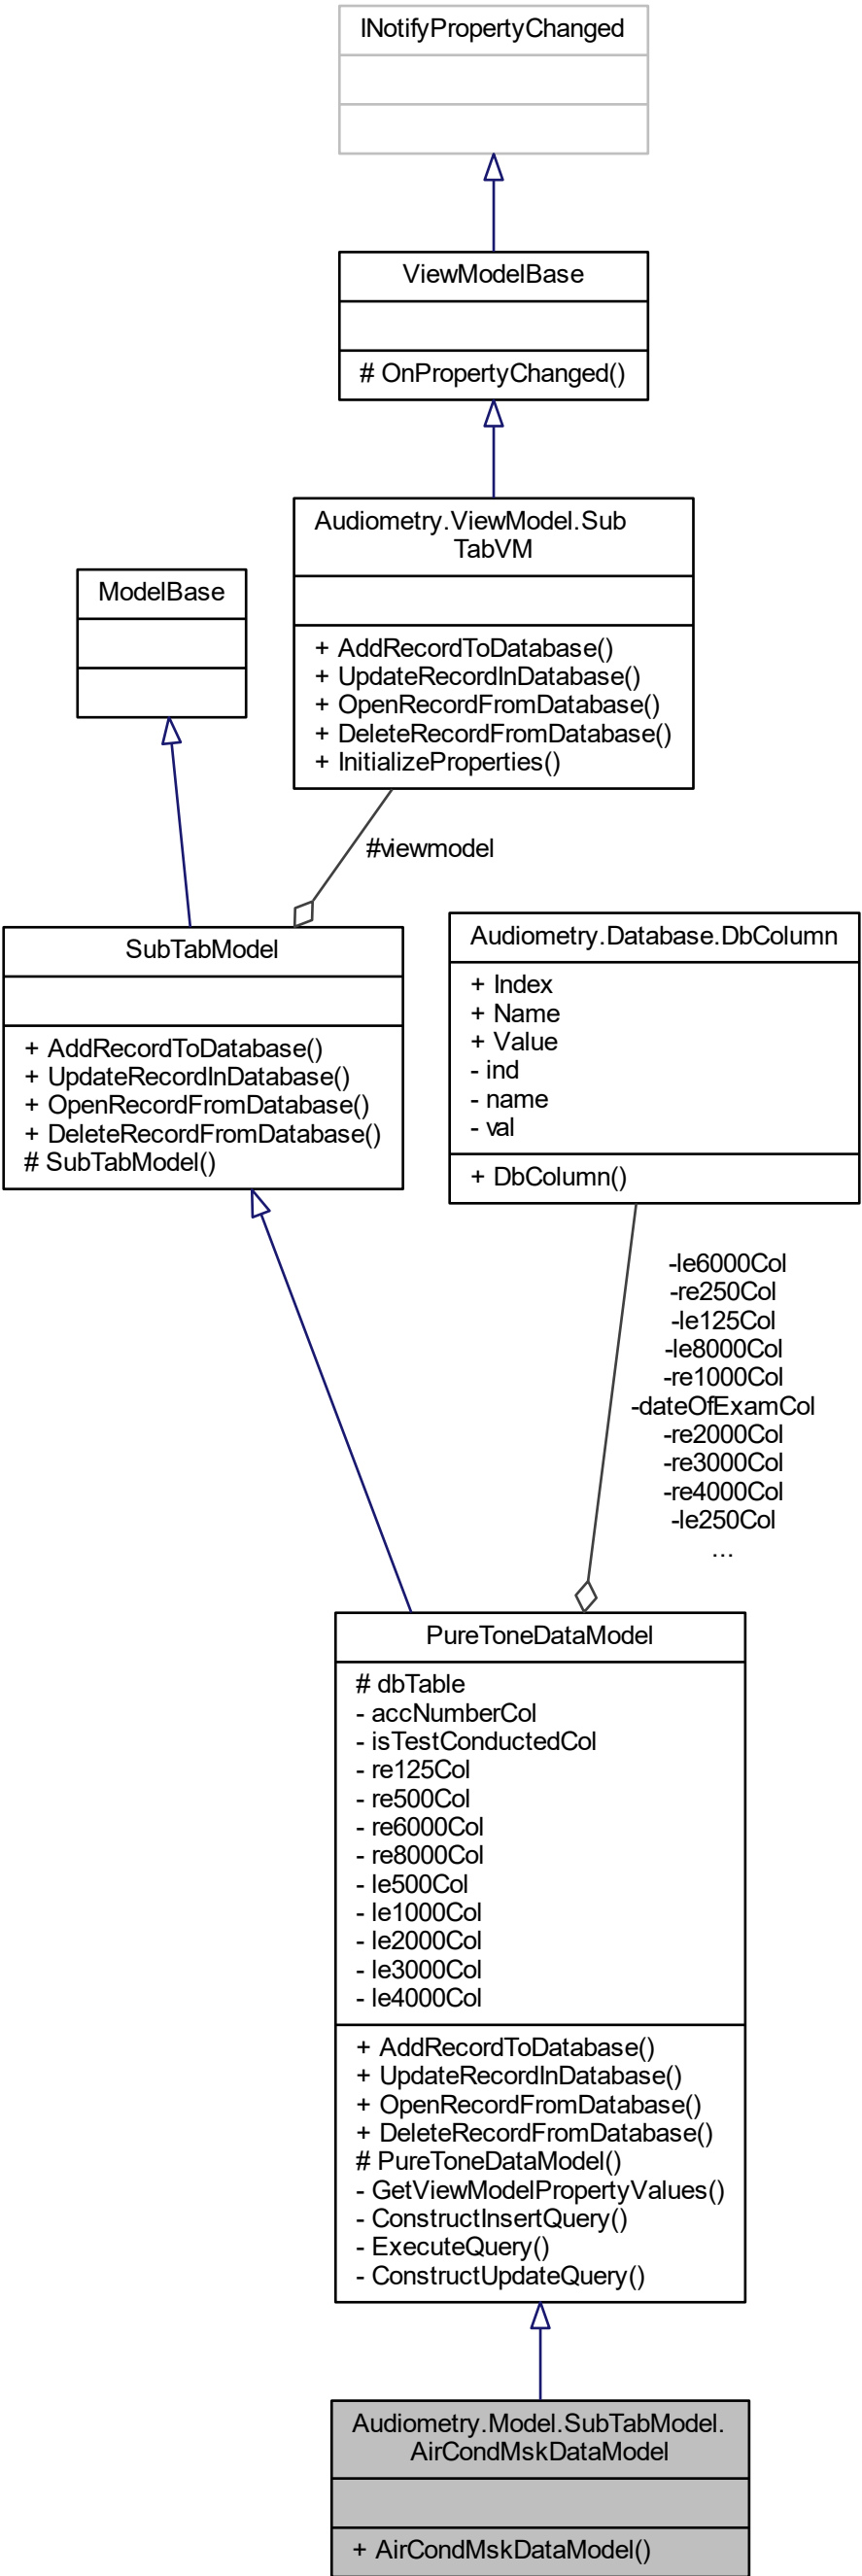 INotifyPropertyChanged
ViewModelBase
# OnPropertyChanged()
Audiometry.ViewModel.Sub
TabVM
+ AddRecordToDatabase()
+ UpdateRecordInDatabase()
+ OpenRecordFromDatabase()
+ DeleteRecordFromDatabase()
+ InitializeProperties()
ModelBase
#viewmodel
SubTabModel
+ AddRecordToDatabase()
+ UpdateRecordInDatabase()
+ OpenRecordFromDatabase()
+ DeleteRecordFromDatabase()
# SubTabModel()
Audiometry.Database.DbColumn
+ Index
+ Name
+ Value
- ind
- name
- val
+ DbColumn()
-le6000Col
-re250Col
-le125Col
-le8000Col
-re1000Col
-dateOfExamCol
-re2000Col
-re3000Col
-re4000Col
-le250Col
...
PureToneDataModel
# dbTable
- accNumberCol
- isTestConductedCol
- re125Col
- re500Col
- re6000Col
- re8000Col
- le500Col
- le1000Col
- le2000Col
- le3000Col
- le4000Col
+ AddRecordToDatabase()
+ UpdateRecordInDatabase()
+ OpenRecordFromDatabase()
+ DeleteRecordFromDatabase()
# PureToneDataModel()
- GetViewModelPropertyValues()
- ConstructInsertQuery()
- ExecuteQuery()
- ConstructUpdateQuery()
Audiometry.Model.SubTabModel.
AirCondMskDataModel
+ AirCondMskDataModel()